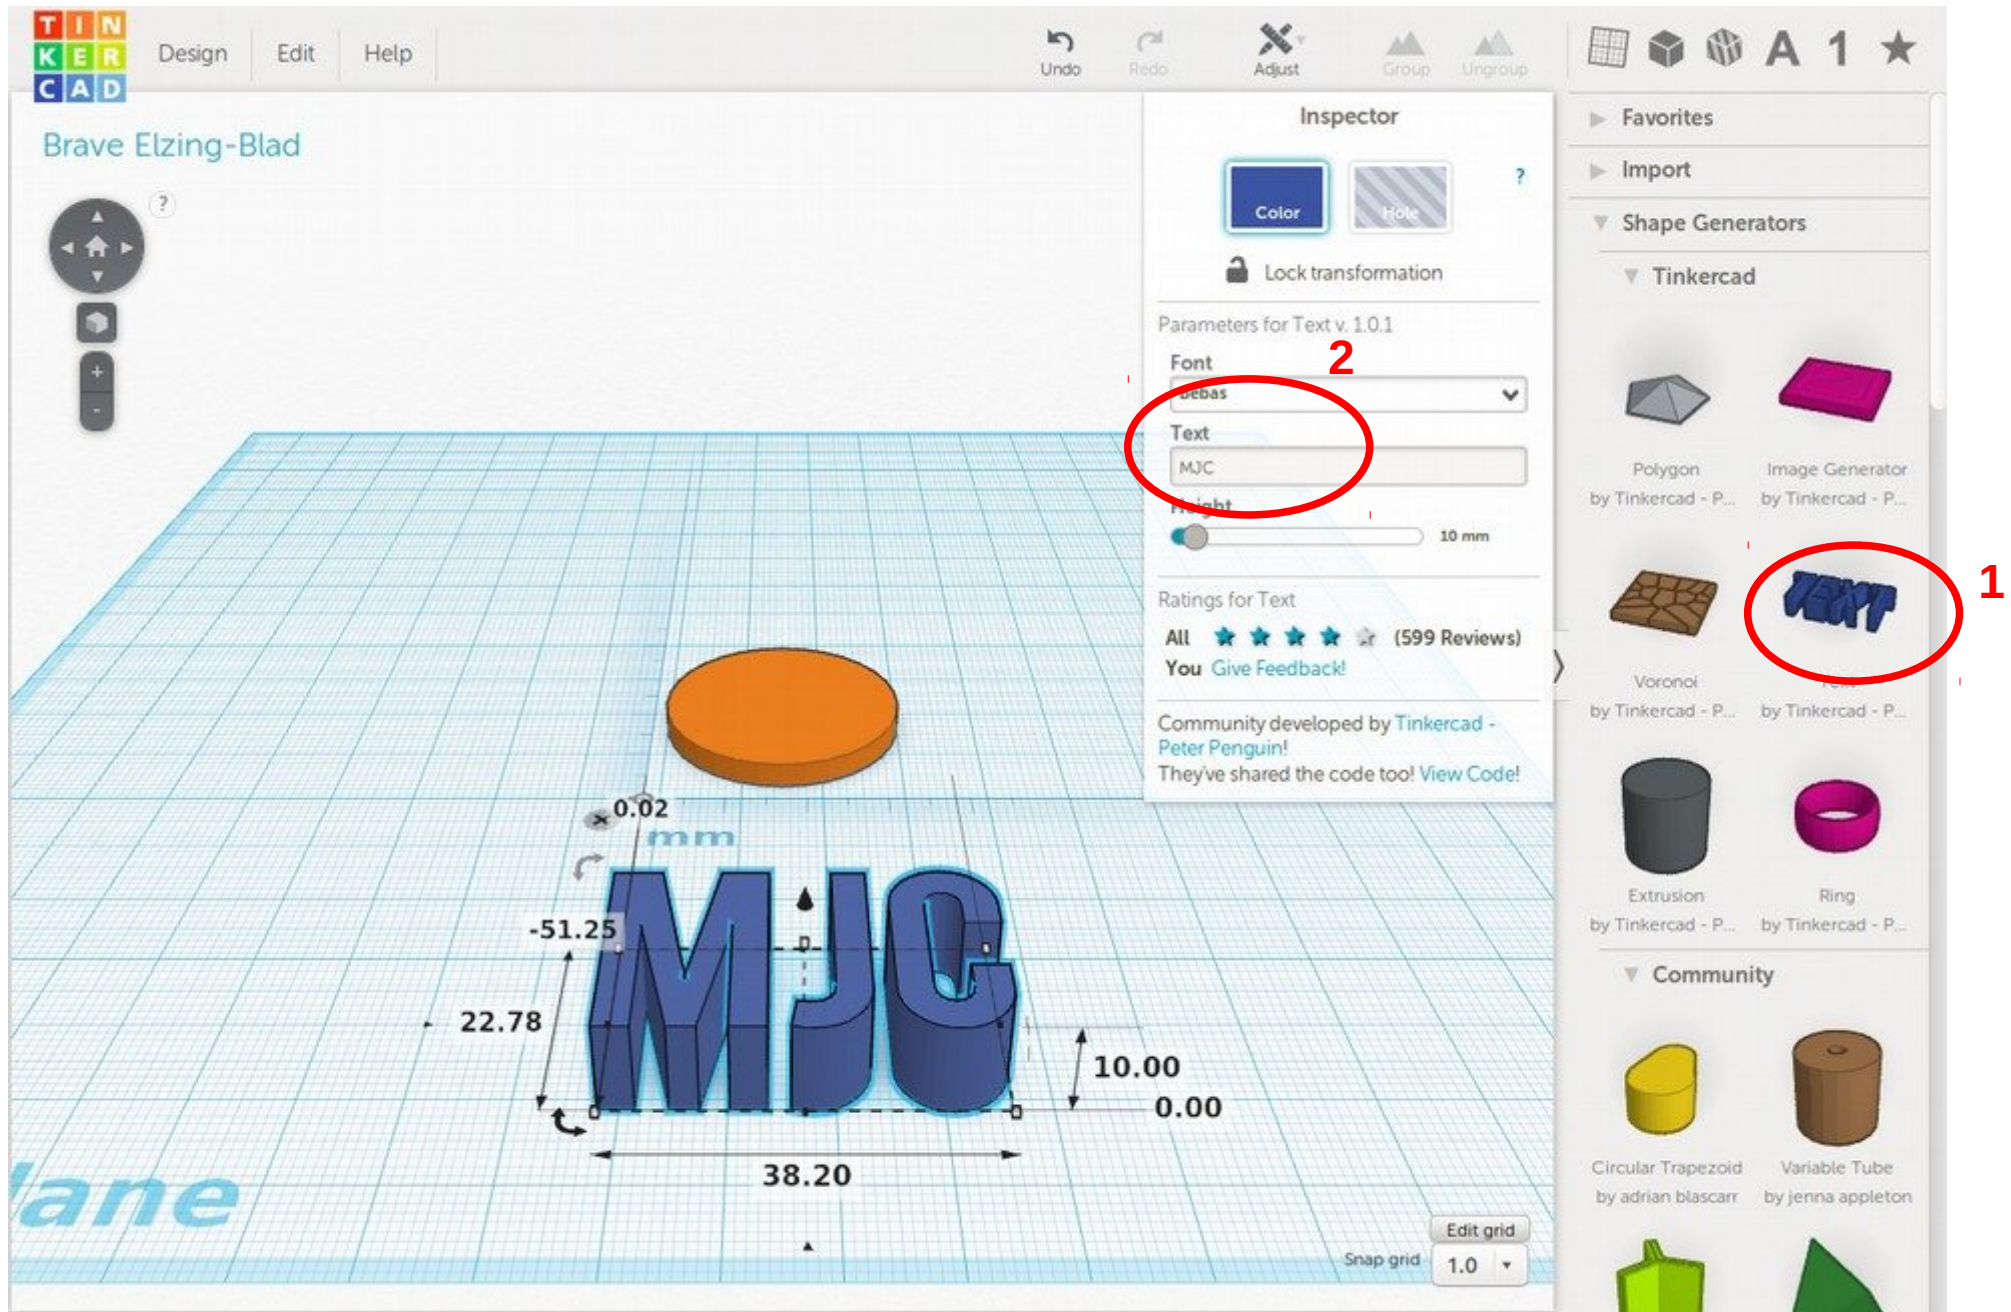 TIN
KER
CAD
Design
Edit
Help
Undo
Redo
Adjust
Group
Ungroup
A
1
Brave Elzing-Blad
?
Inspector
Color
Hole
?
Lock transformation
Parameters for Text v. 1.0.1
2
Font
Bebas
Text
MJC
Height
10 mm
Ratings for Text
All
(599 Reviews)
You Give Feedback!
Community developed by Tinkercad -
Peter Penguin!
They've shared the code too! View Code!
Favorites
Import
Shape Generators
Tinkercad
Polygon
by Tinkercad - P...
Image Generator
by Tinkercad - P...
TEXT
1
Voronoi
by Tinkercad - P...
Text
by Tinkercad - P...
Extrusion
by Tinkercad - P...
Ring
by Tinkercad - P...
Community
Circular Trapezoid
by adrian blascarr
Variable Tube
by jenna appleton
+
-
0.02
mm
MJC
-51.25
22.78
10.00
0.00
38.20
lane
Edit grid
Snap grid
1.0